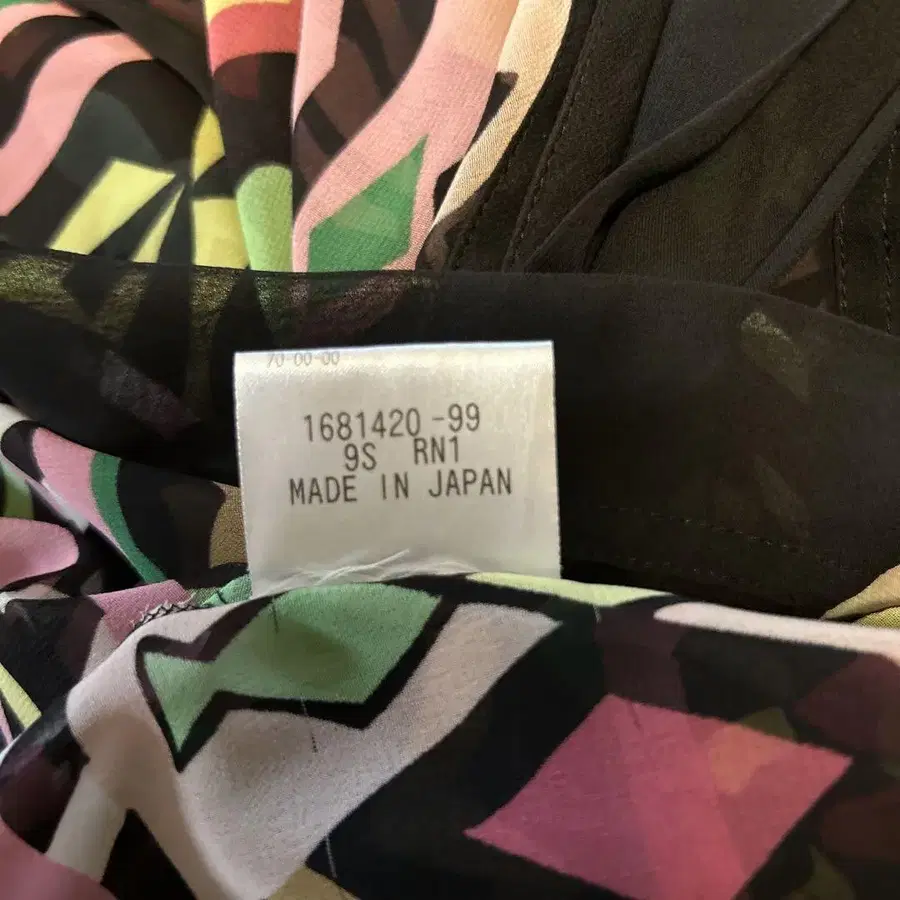 70-00-00
1681420 -99
9S RN1
MADE IN JAPAN